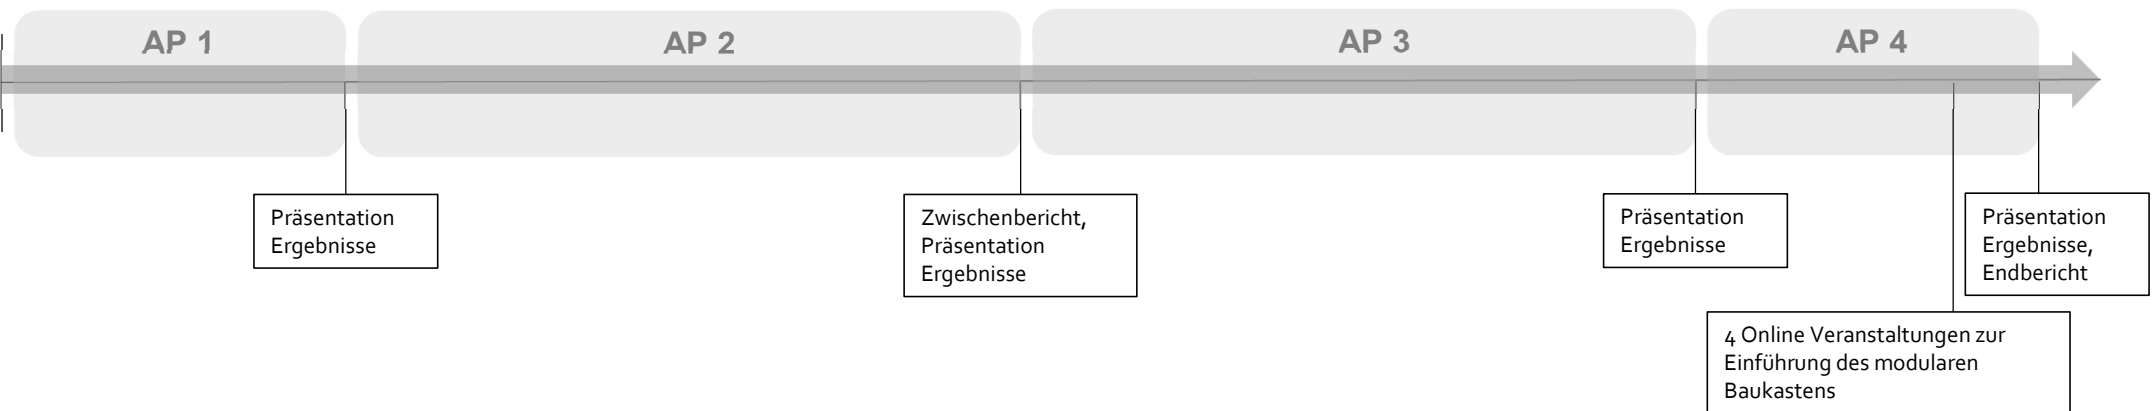 AP 1
AP 2
AP 3
AP 4
Präsentation
Ergebnisse
Zwischenbericht,
Präsentation
Ergebnisse
Präsentation
Ergebnisse
Präsentation
Ergebnisse,
Endbericht
4 Online Veranstaltungen zur
Einführung des modularen
Baukastens